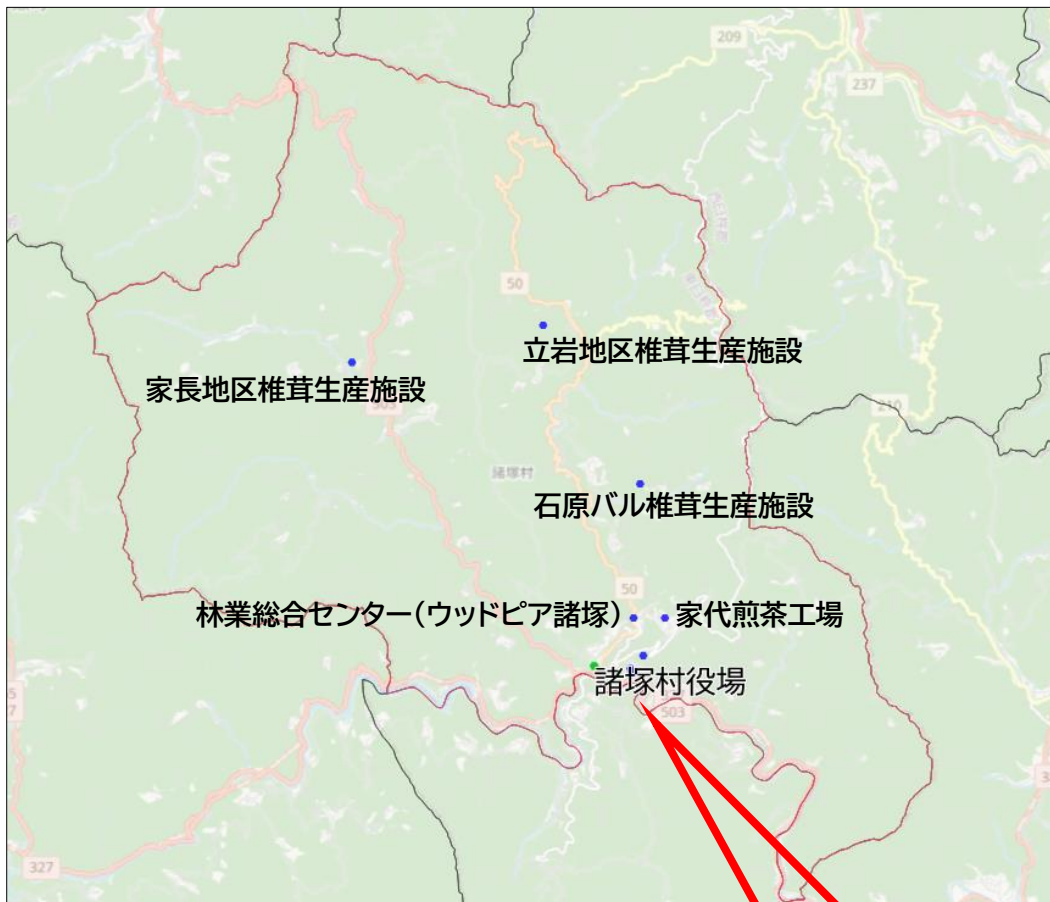 209
237
50
立岩地区椎茸生産施設
家長地区椎茸生産施設
503
210
諸塚村
石原バル椎茸生産施設
50
林業総合センター(ウッドピア諸塚)
家代煎茶工場
諸塚村役場
503
327